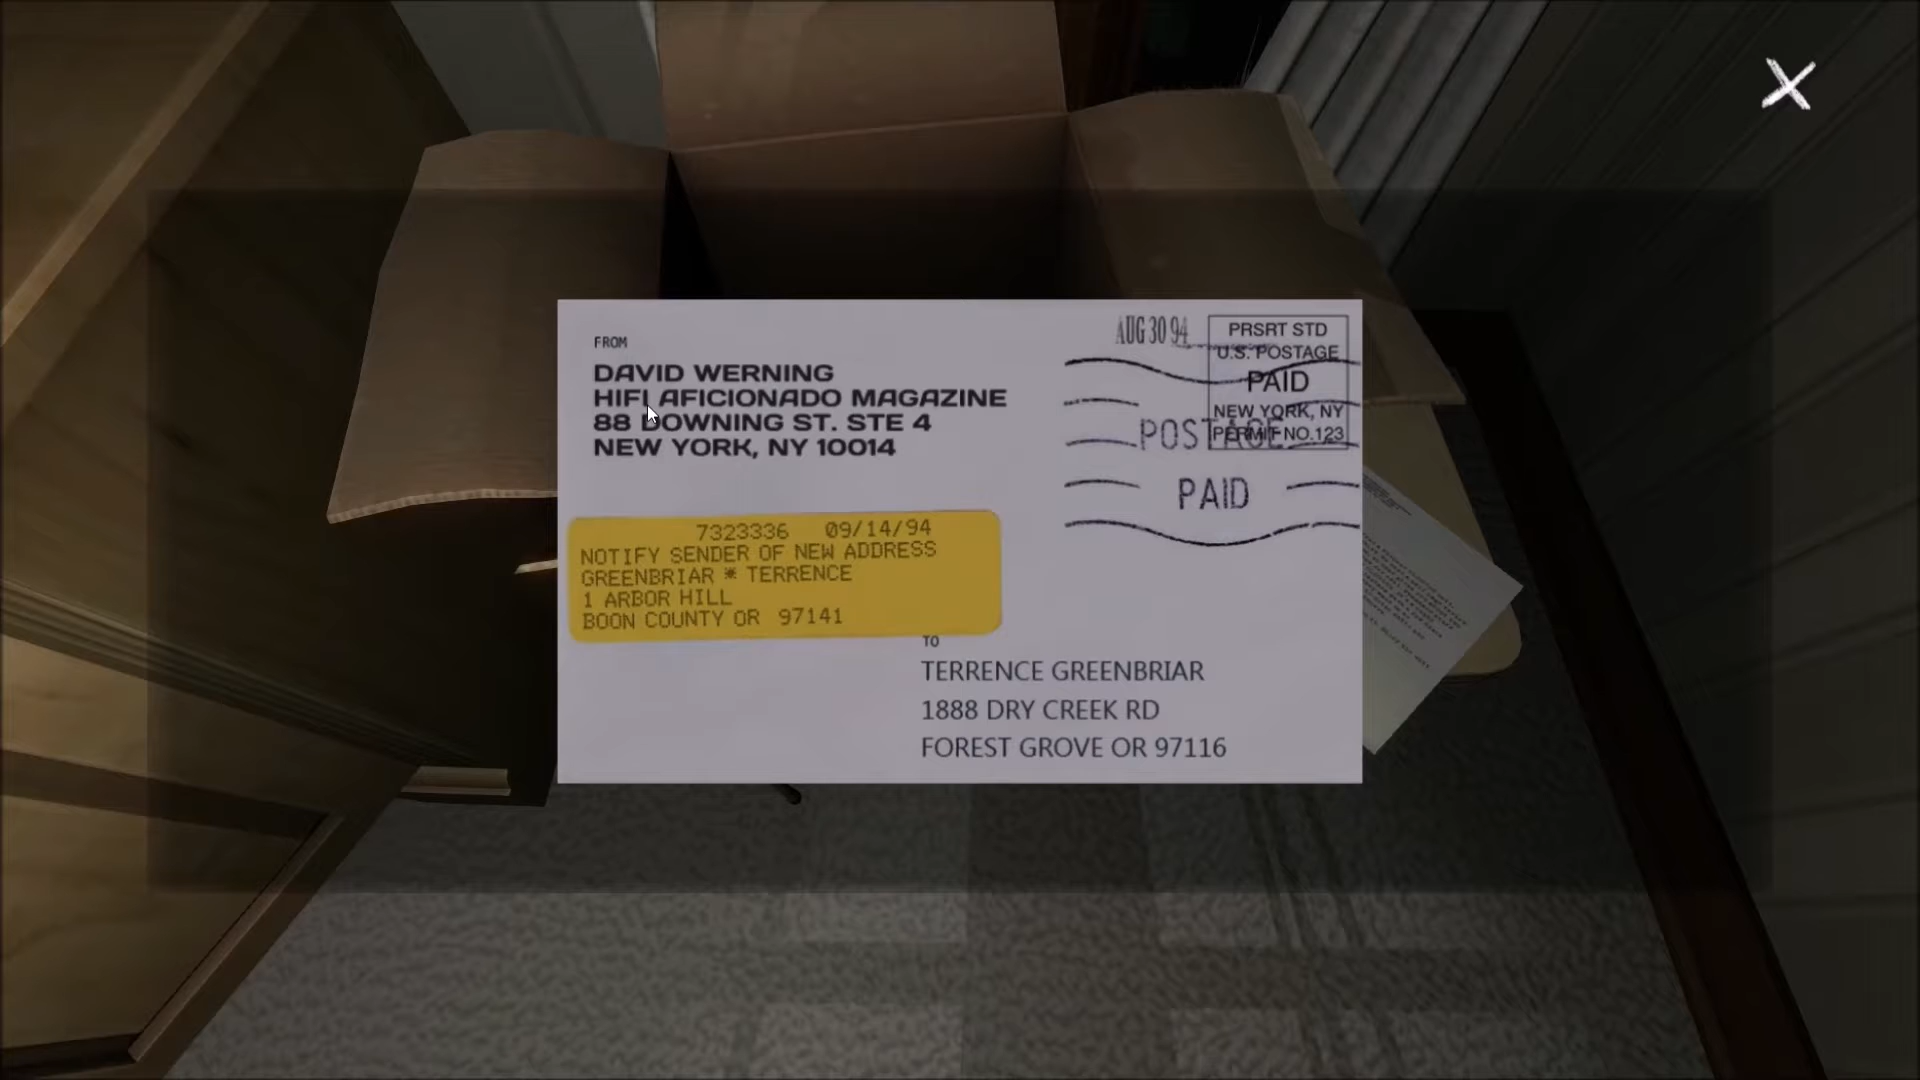 FROM
DAVID WERNING
HIFI AFICIONADO MAGAZINE
88 DOWNING ST. STE 4
NEW YORK, NY 10014
AUG 30 94
PRSRT STD
U.S. POSTAGE
PAID
NEW YORK, NY
PERMIT NO.123
POSTAGE
PAID
7323336 09/14/94
NOTIFY SENDER OF NEW ADDRESS
GREENBRIAR * TERRENCE
1 ARBOR HILL
BOON COUNTY OR 97141
TO
TERRENCE GREENBRIAR
1888 DRY CREEK RD
FOREST GROVE OR 97116